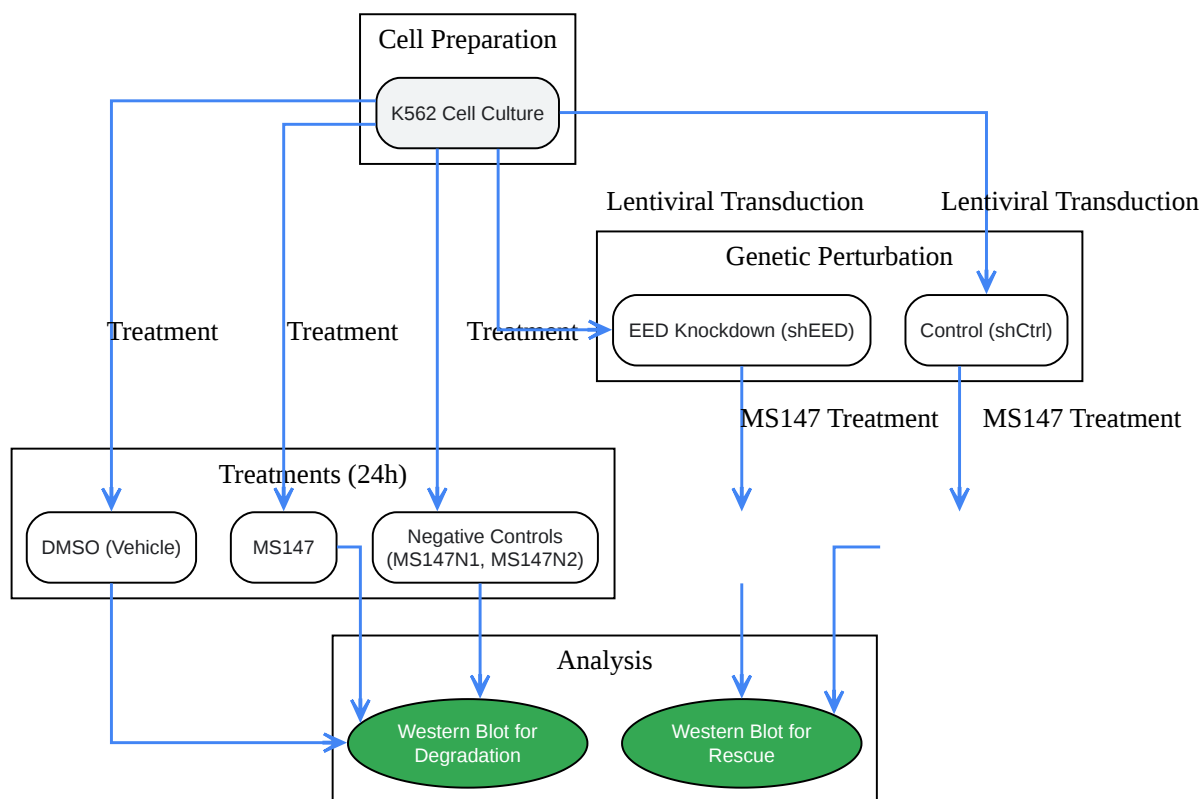 Cell Preparation
K562 Cell Culture
Lentiviral Transduction
Lentiviral Transduction
Genetic Perturbation
Treatment
Treatment
Treatment
EED Knockdown (shEED)
Control (shCtrl)
MS147 Treatment
MS147 Treatment
Treatments (24h)
DMSO (Vehicle)
MS147
Negative Controls
(MS147N1, MS147N2)
Analysis
Western Blot for
Degradation
Western Blot for
Rescue